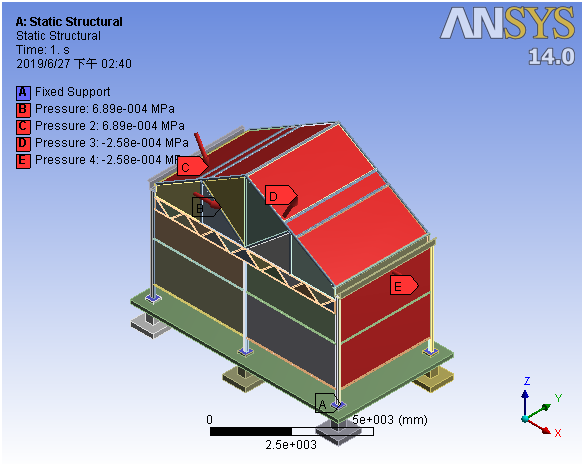 A: Static Structural
Static Structural
Time: 1. s
2019/6/27 下午 02:40
A Fixed Support
B Pressure: 6.89e-004 MPa
C Pressure 2: 6.89e-004 MPa
D Pressure 3: -2.58e-004 MPa
E Pressure 4: -2.58e-004 MPa
ANSYS
14.0
C
B
D
E
A
0
5e+003 (mm)
2.5e+003
Z
Y
X